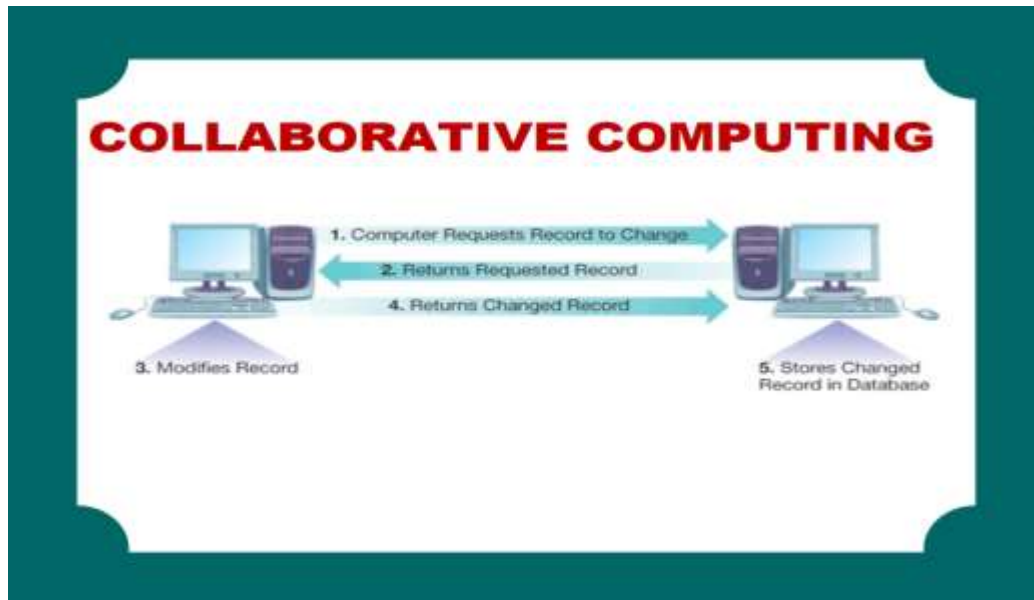 COLLABORATIVE COMPUTING
1. Computer Requests Record to Change
2. Returns Requested Record
4. Returns Changed Record
3. Modifies Record
5. Stores Changed
Record in Database